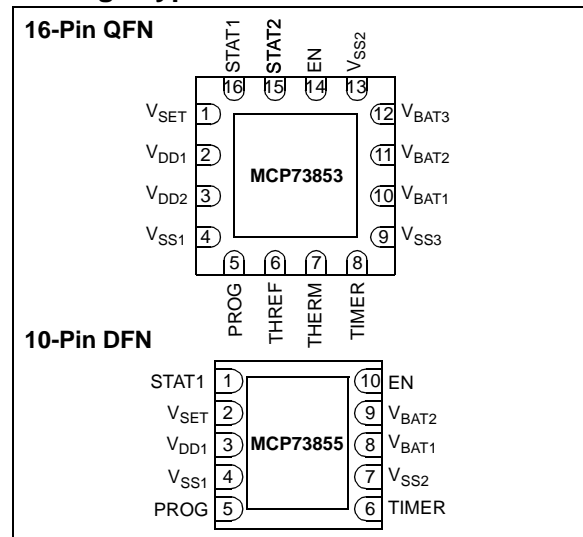 16-Pin QFN
STAT1
STAT2
EN
VSS2
16 15 14 13
VSET 1
VDD1 2
VDD2 3
VSS1 4
12 VBAT3
11 VBAT2
10 VBAT1
9 VSS3
MCP73853
5 6 7 8
PROG
THREF
THERM
TIMER
10-Pin DFN
STAT1 1
VSET 2
VDD1 3
VSS1 4
PROG 5
MCP73855
10 EN
9 VBAT2
8 VBAT1
7 VSS2
6 TIMER